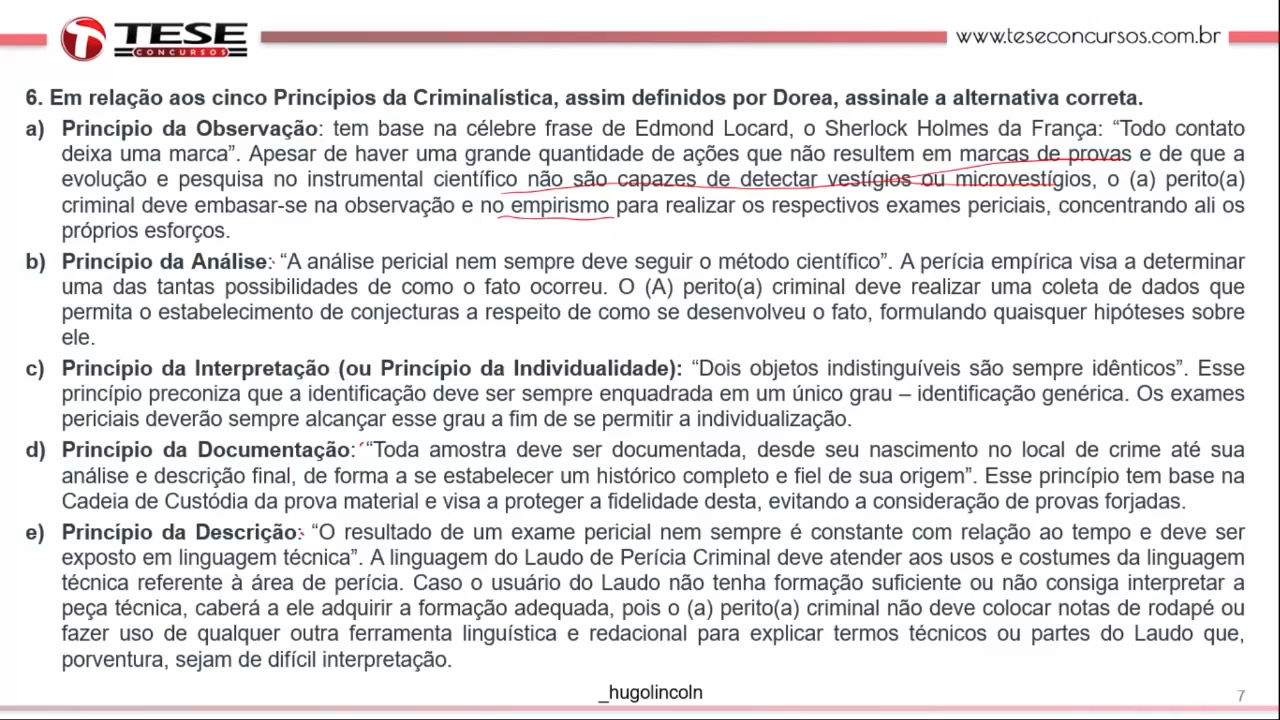 TESE
CONCURSOS
www.teseconcursos.com.br
6. Em relação aos cinco Princípios da Criminalística, assim definidos por Dorea, assinale a alternativa correta.
a) Princípio da Observação: tem base na célebre frase de Edmond Locard, o Sherlock Holmes da França: “Todo contato
deixa uma marca”. Apesar de haver uma grande quantidade de ações que não resultem em marcas de provas e de que a
evolução e pesquisa no instrumental científico não são capazes de detectar vestígios ou microvestígios, o (a) perito(a)
criminal deve embasar-se na observação e no empirismo para realizar os respectivos exames periciais, concentrando ali os
próprios esforços.
b) Princípio da Análise: “A análise pericial nem sempre deve seguir o método científico”. A perícia empírica visa a determinar
uma das tantas possibilidades de como o fato ocorreu. O (A) perito(a) criminal deve realizar uma coleta de dados que
permita o estabelecimento de conjecturas a respeito de como se desenvolveu o fato, formulando quaisquer hipóteses sobre
ele.
c) Princípio da Interpretação (ou Princípio da Individualidade): “Dois objetos indistinguíveis são sempre idênticos”. Esse
princípio preconiza que a identificação deve ser sempre enquadrada em um único grau – identificação genérica. Os exames
periciais deverão sempre alcançar esse grau a fim de se permitir a individualização.
d) Princípio da Documentação: “Toda amostra deve ser documentada, desde seu nascimento no local de crime até sua
análise e descrição final, de forma a se estabelecer um histórico completo e fiel de sua origem”. Esse princípio tem base na
Cadeia de Custódia da prova material e visa a proteger a fidelidade desta, evitando a consideração de provas forjadas.
e) Princípio da Descrição: “O resultado de um exame pericial nem sempre é constante com relação ao tempo e deve ser
exposto em linguagem técnica”. A linguagem do Laudo de Perícia Criminal deve atender aos usos e costumes da linguagem
técnica referente à área de perícia. Caso o usuário do Laudo não tenha formação suficiente ou não consiga interpretar a
peça técnica, caberá a ele adquirir a formação adequada, pois o (a) perito(a) criminal não deve colocar notas de rodapé ou
fazer uso de qualquer outra ferramenta linguística e redacional para explicar termos técnicos ou partes do Laudo que,
porventura, sejam de difícil interpretação.
_hugolincoln
7